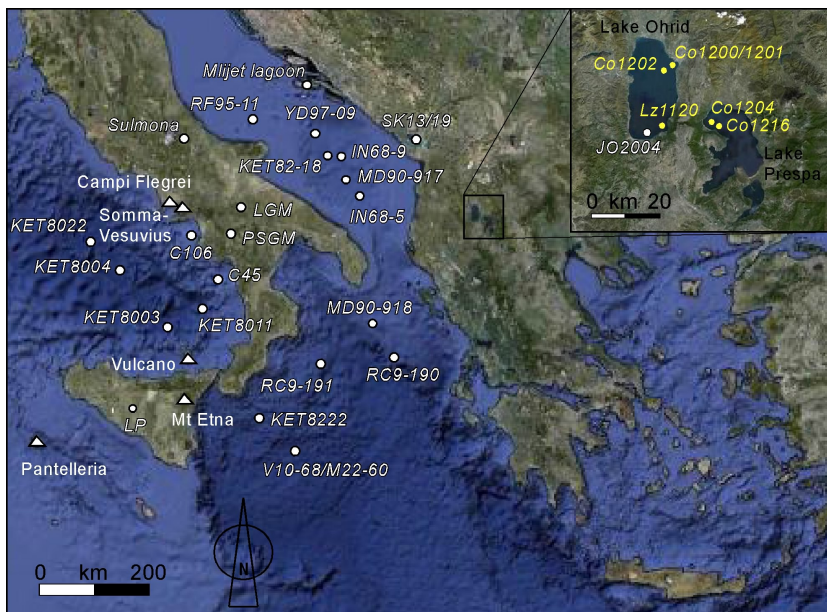 Lake Ohrid
Co1200/1201
Co1202
Lz1120
Co1204
Co1216
JO2004
Lake
Prespa
0 km 20
Mlijet lagoon
RF95-11
YD97-09
SK13/19
Sulmona
IN68-9
KET82-18
MD90-917
Campi Flegrei
LGM
IN68-5
Somma-
Vesuvius
KET8022
C106
PSGM
KET8004
C45
MD90-918
KET8003
KET8011
Vulcano
RC9-191
RC9-190
LP
Mt Etna
KET8222
Pantelleria
V10-68/M22-60
N
0 km 200